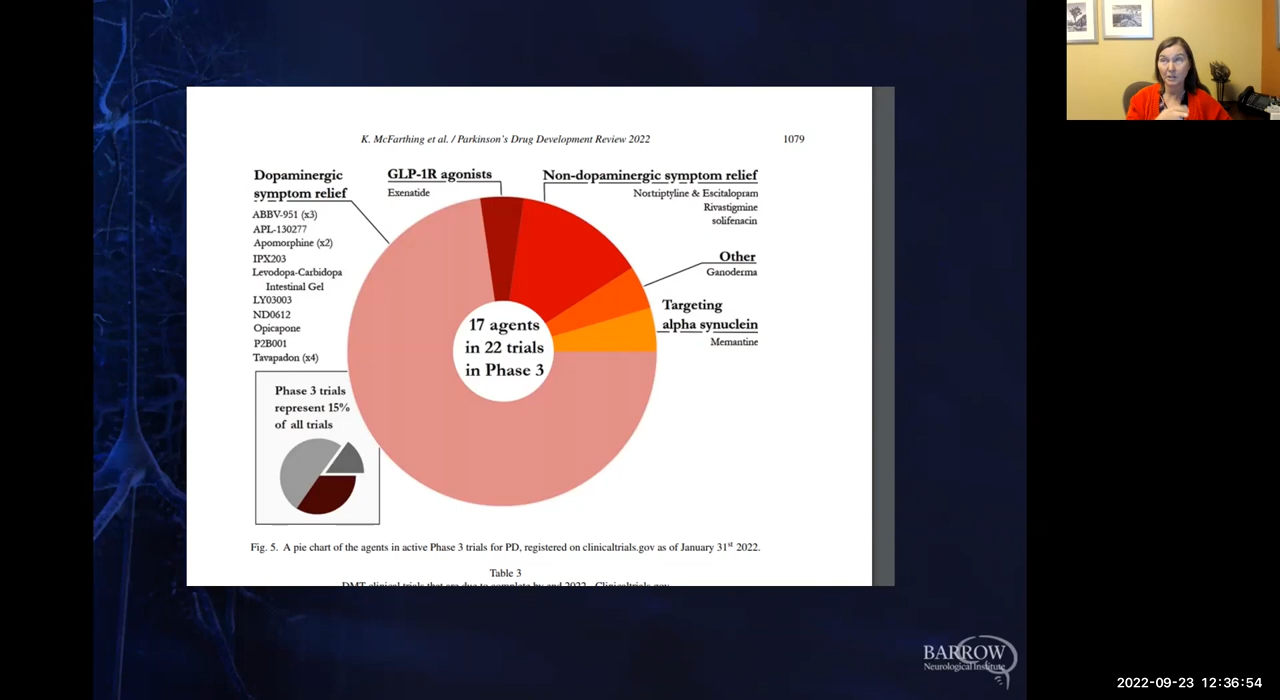 K. McFarthing et al. / Parkinson's Drug Development Review 2022
1079
Dopaminergic
symptom relief
ABBV-951 (x3)
APL-130277
Apomorphine (x2)
IPX203
Levodopa-Carbidopa
Intestinal Gel
LY03003
ND0612
Opicapone
P2B001
Tavapadon (x4)
GLP-1R agonists
Exenatide
Non-dopaminergic symptom relief
Nortriptyline & Escitalopram
Rivastigmine
solifenacin
Other
Ganoderma
Targeting
alpha synuclein
Memantine
17 agents
in 22 trials
in Phase 3
Phase 3 trials
represent 15%
of all trials
Fig. 5. A pie chart of the agents in active Phase 3 trials for PD, registered on clinicaltrials.gov as of January 31st 2022.
Table 3
DMT clinical trials that are due to complete by end 2022 Clinicaltrials.gov
BARROW
Neurological Institute
2022-09-23 12:36:54